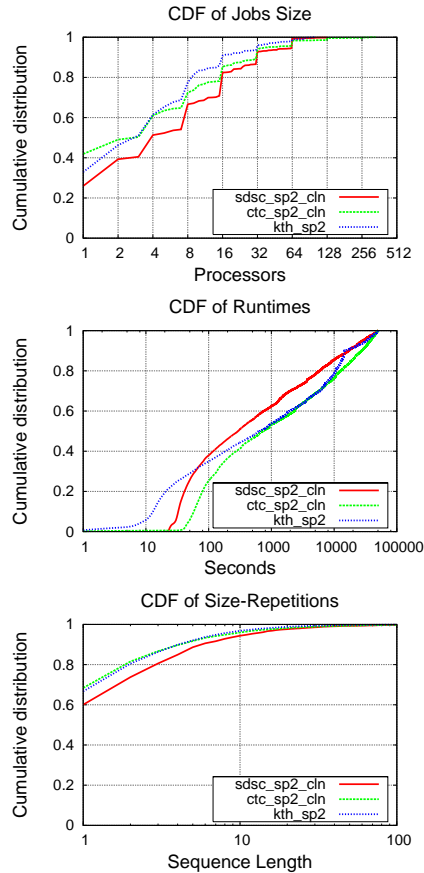 CDF of Jobs Size
Cumulative distribution
1
0.8
0.6
0.4
0.2
0
sdsc_sp2_cln
ctc_sp2_cln
kth_sp2
1 2 4 8 16 32 64 128 256 512
Processors
CDF of Runtimes
Cumulative distribution
1
0.8
0.6
0.4
0.2
0
sdsc_sp2_cln
ctc_sp2_cln
kth_sp2
1 10 100 1000 10000 100000
Seconds
CDF of Size-Repetitions
Cumulative distribution
1
0.8
0.6
0.4
0.2
0
sdsc_sp2_cln
ctc_sp2_cln
kth_sp2
1 10 100
Sequence Length